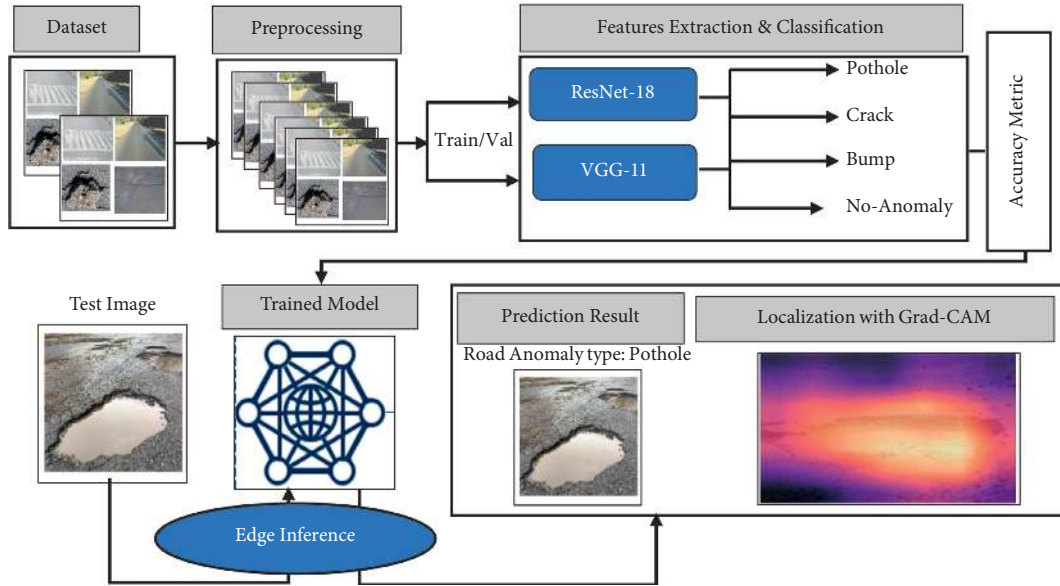 Dataset
Preprocessing
Features Extraction & Classification
ResNet-18
VGG-11
Train/Val
Pothole
Crack
Bump
No-Anomaly
Accuracy Metric
Test Image
Trained Model
Edge Inference
Prediction Result
Road Anomaly type: Pothole
Localization with Grad-CAM